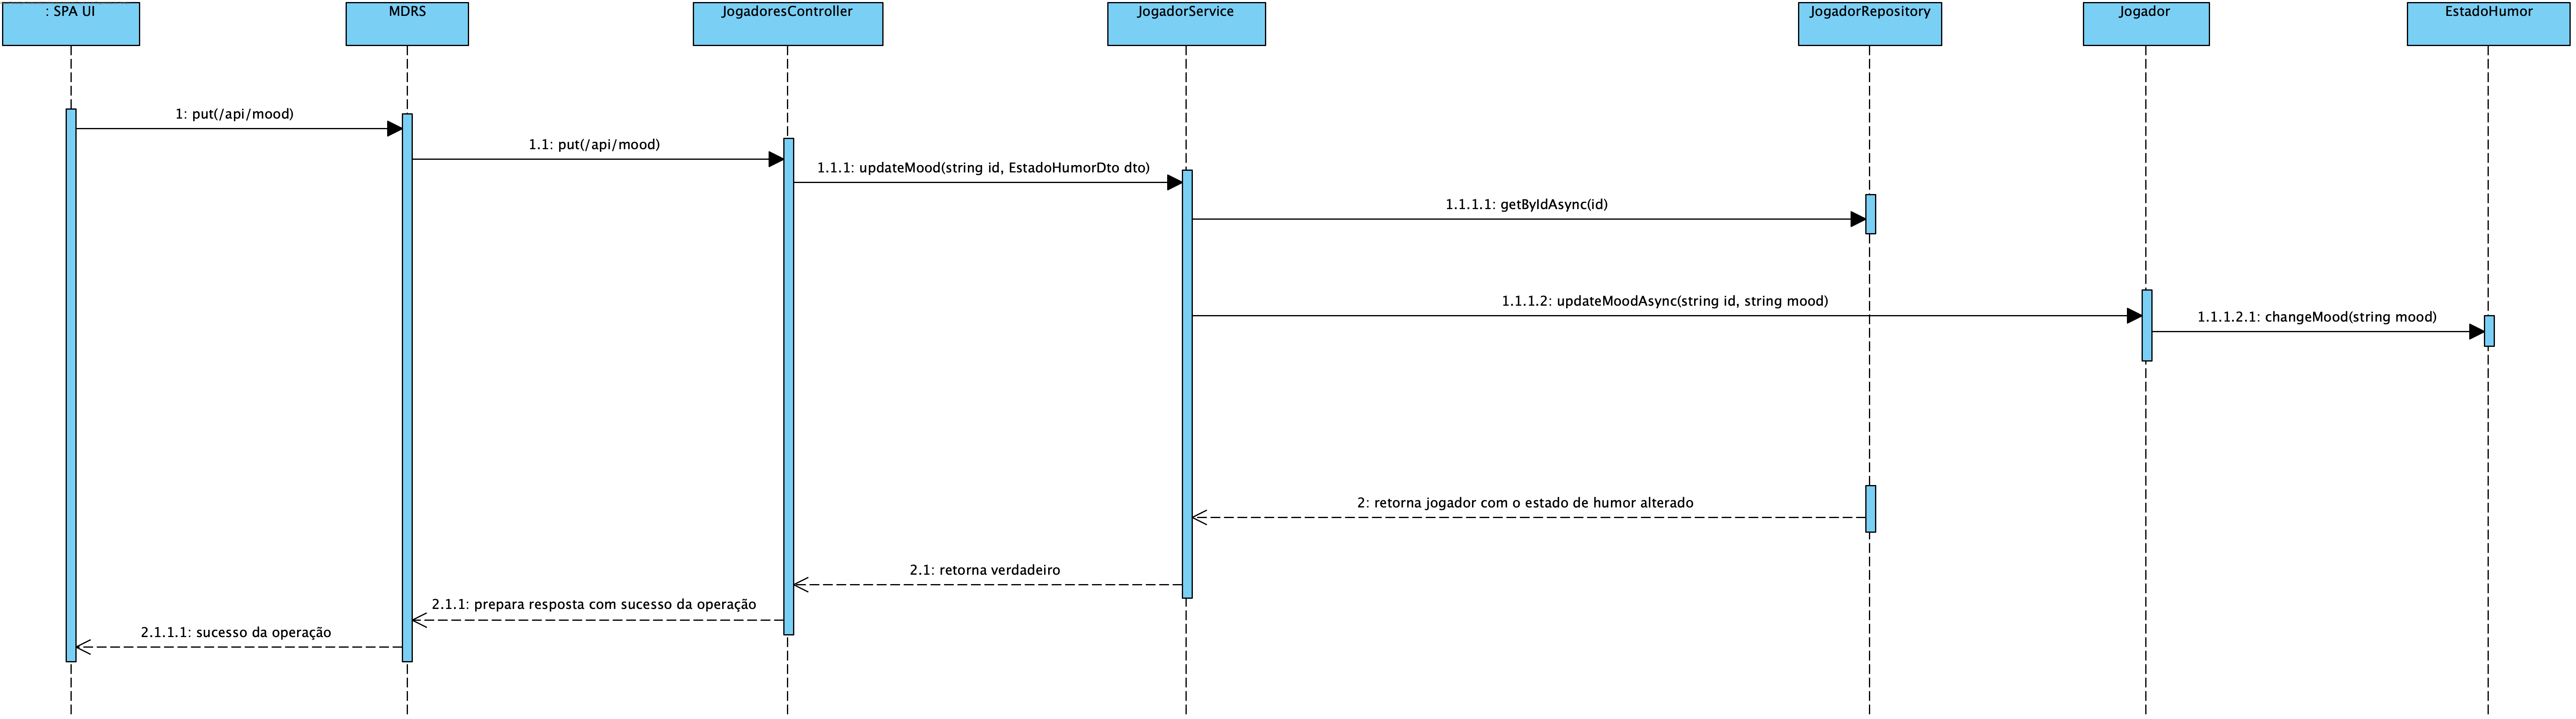 : SPA UI
MDRS
JogadoresController
JogadorService
JogadorRepository
Jogador
EstadoHumor
1: put(/api/mood)
1.1: put(/api/mood)
1.1.1: updateMood(string id, EstadoHumorDto dto)
1.1.1.1: getByIdAsync(id)
1.1.1.2: updateMoodAsync(string id, string mood)
1.1.1.2.1: changeMood(string mood)
2: retorna jogador com o estado de humor alterado
2.1: retorna verdadeiro
2.1.1: prepara resposta com sucesso da operação
2.1.1.1: sucesso da operação